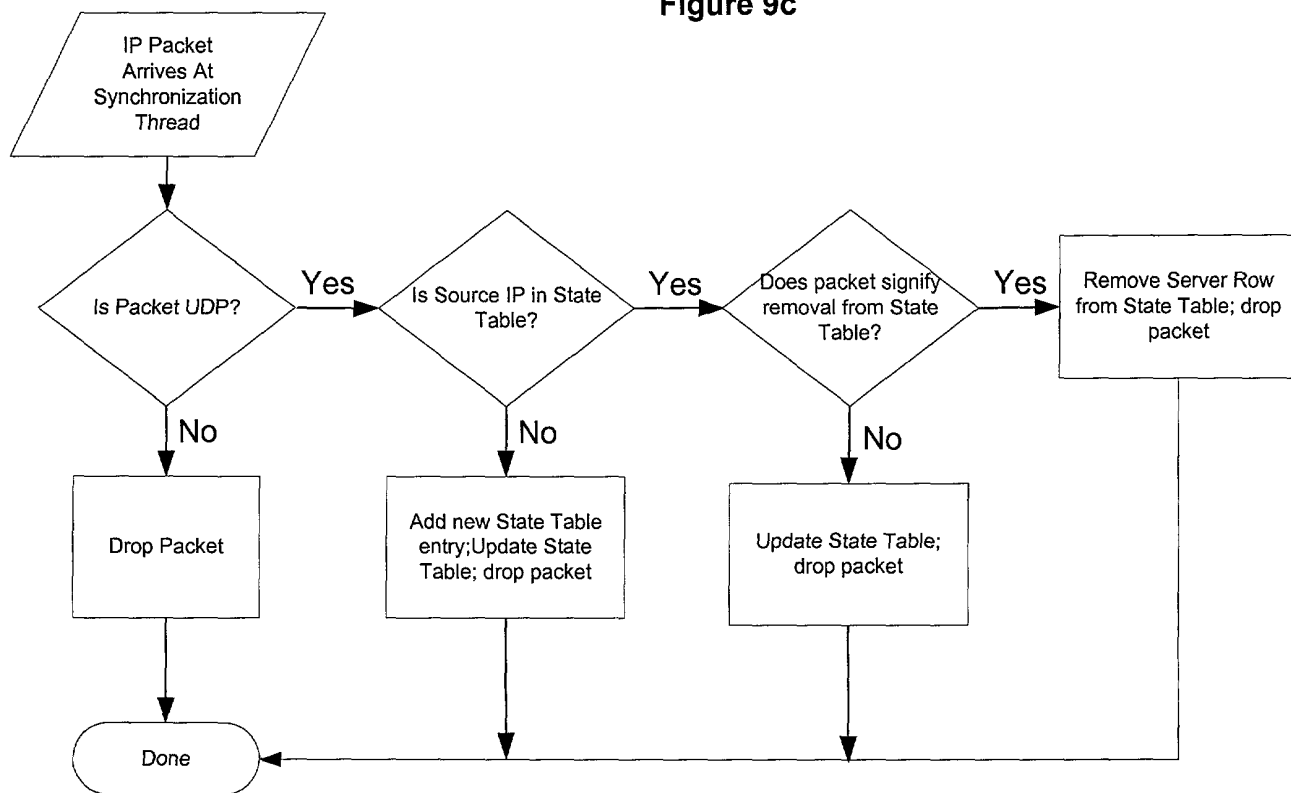 Figure 9c
IP Packet
Arrives At
Synchronization
Thread
Is Packet UDP?
Yes
Is Source IP in State
Table?
Yes
Does packet signify
removal from State
Table?
Yes
Remove Server Row
from State Table; drop
packet
No
No
No
Drop Packet
Add new State Table
entry;Update State
Table; drop packet
Update State Table;
drop packet
Done